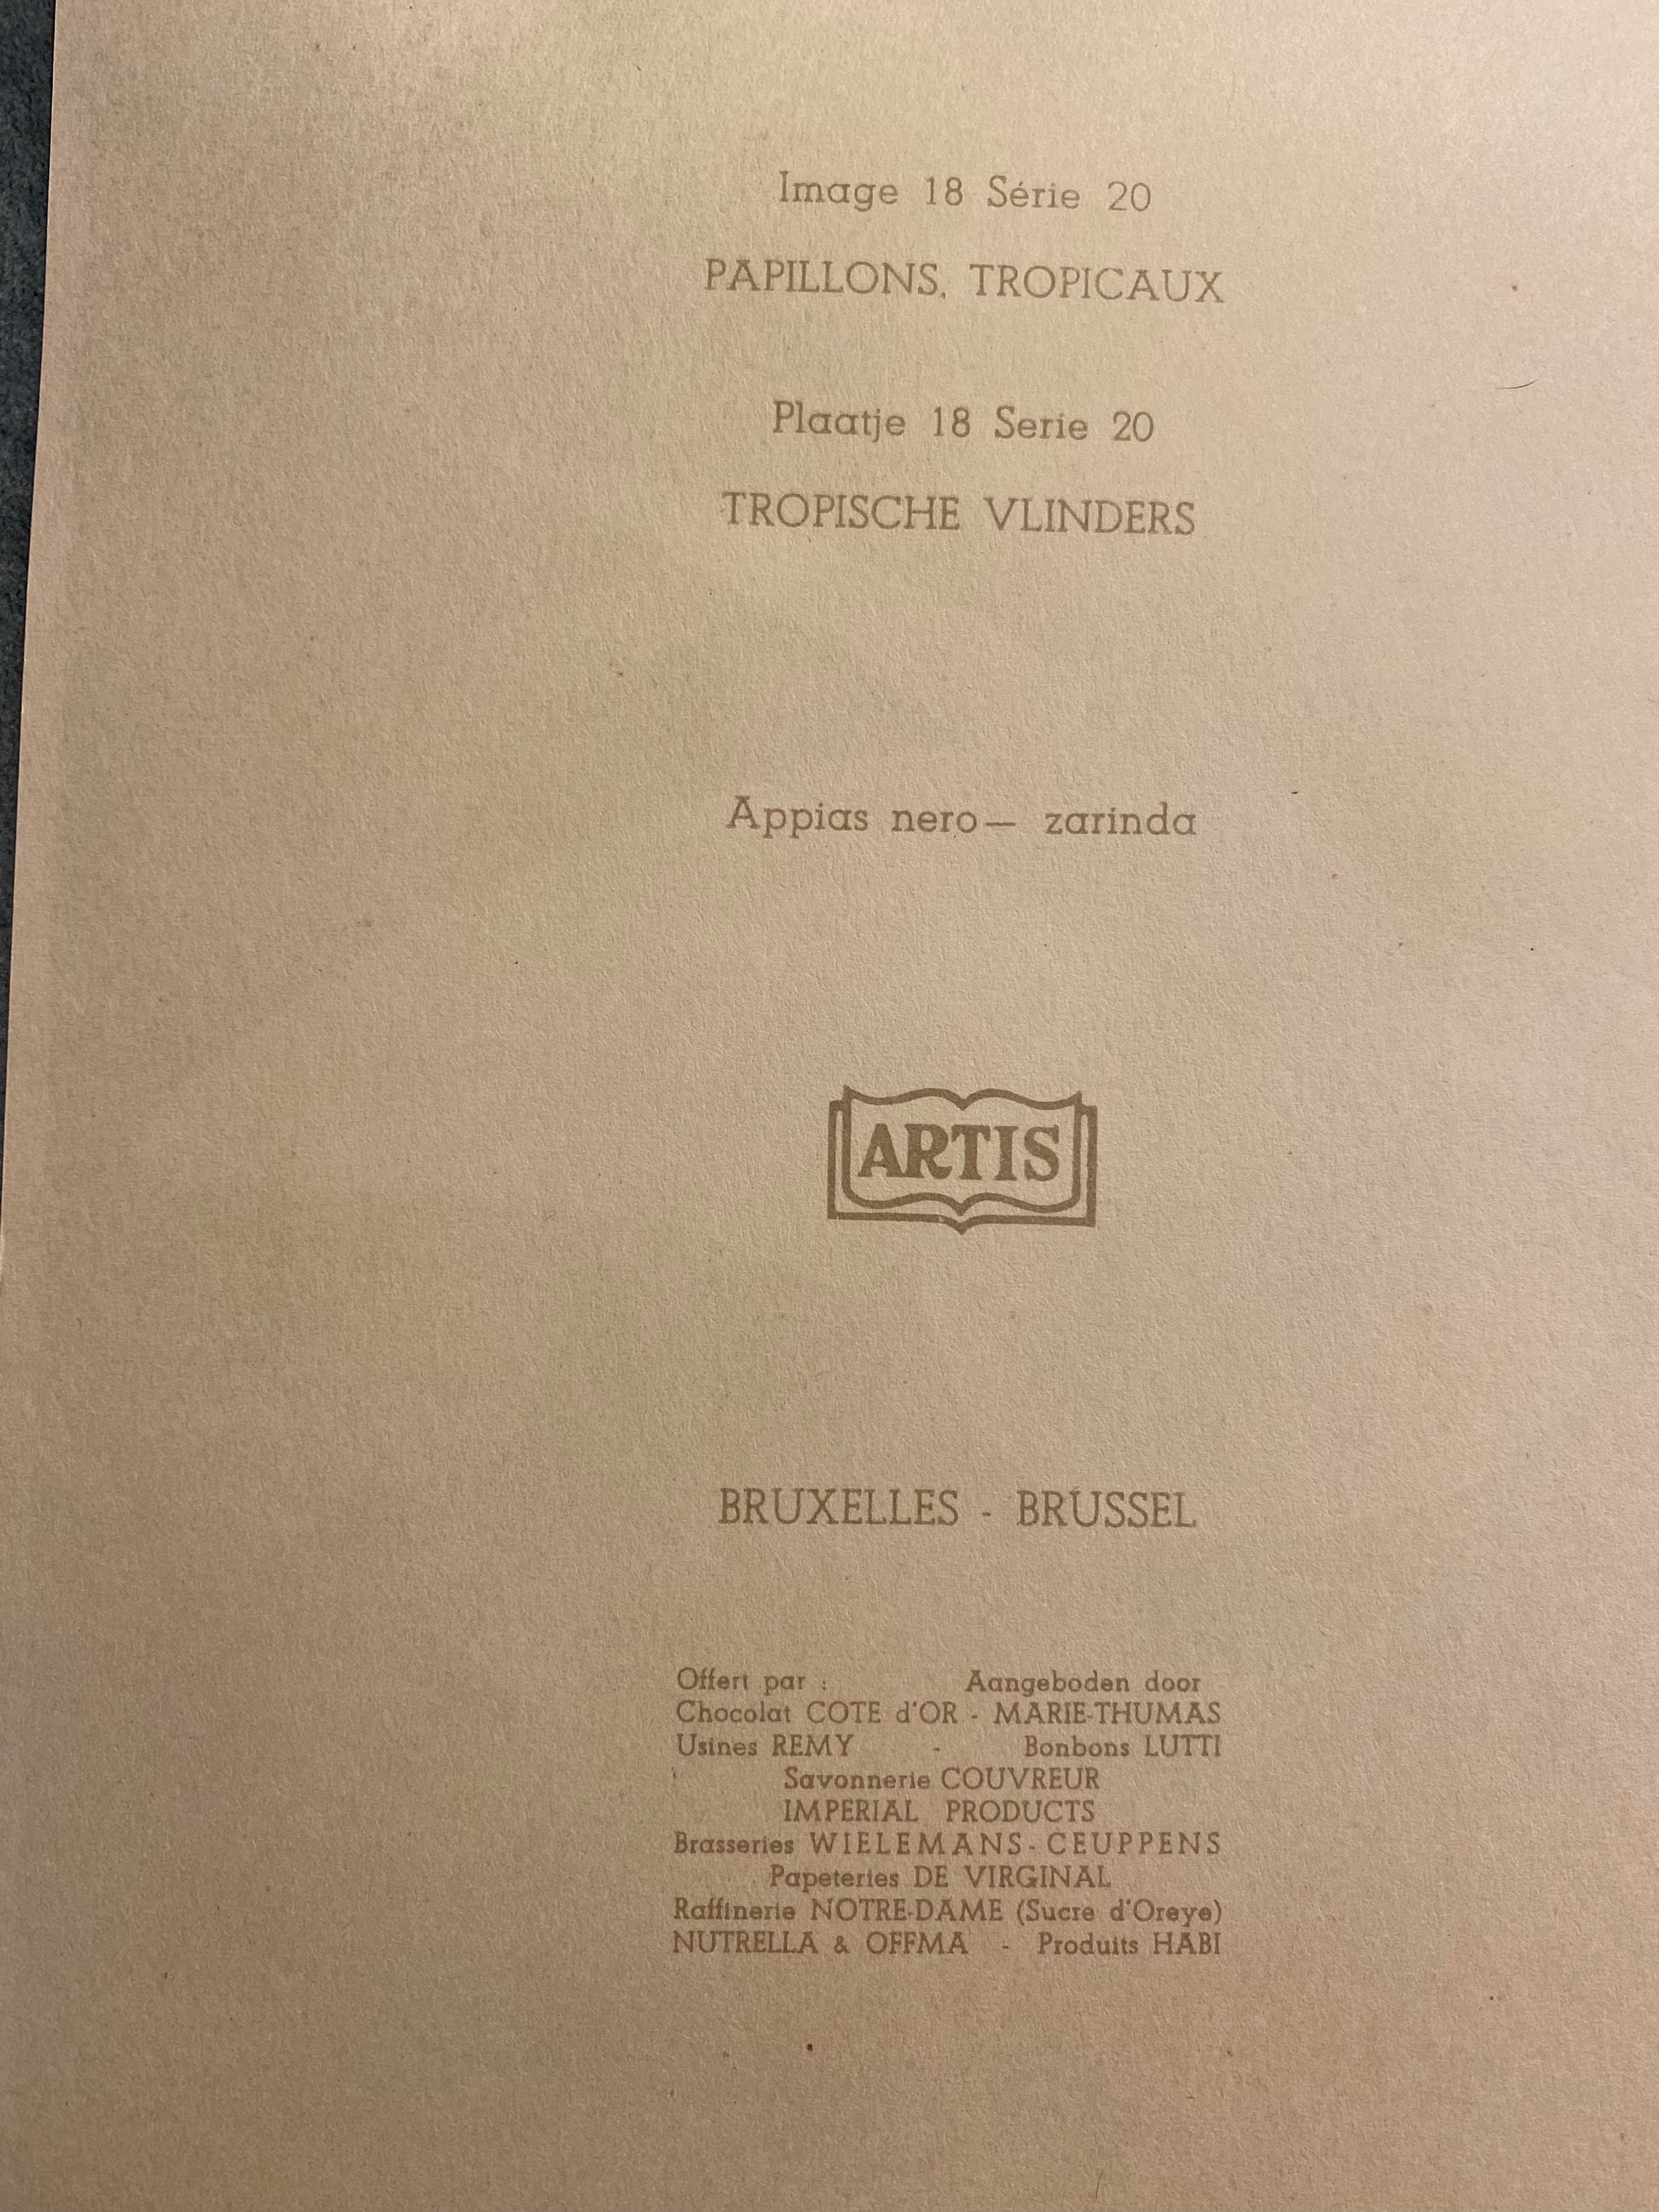 Image 18 Série 20
PAPILLONS, TROPICAUX
Plaatje 18 Serie 20
TROPISCHE VLINDERS
Appias nero — zarinda
ARTIS
BRUXELLES - BRUSSEL
Offert par : Aangeboden door
Chocolat COTE d'OR - MARIE-THUMAS
Usines REMY - Bonbons LUTTI
Savonnerie COUVREUR
IMPERIAL PRODUCTS
Brasseries WIELEMANS-CEUPPENS
Papeteries DE VIRGINAL
Raffinerie NOTRE-DAME (Sucre d'Oreye)
NUTRELLA & OFFMA - Produits HABI